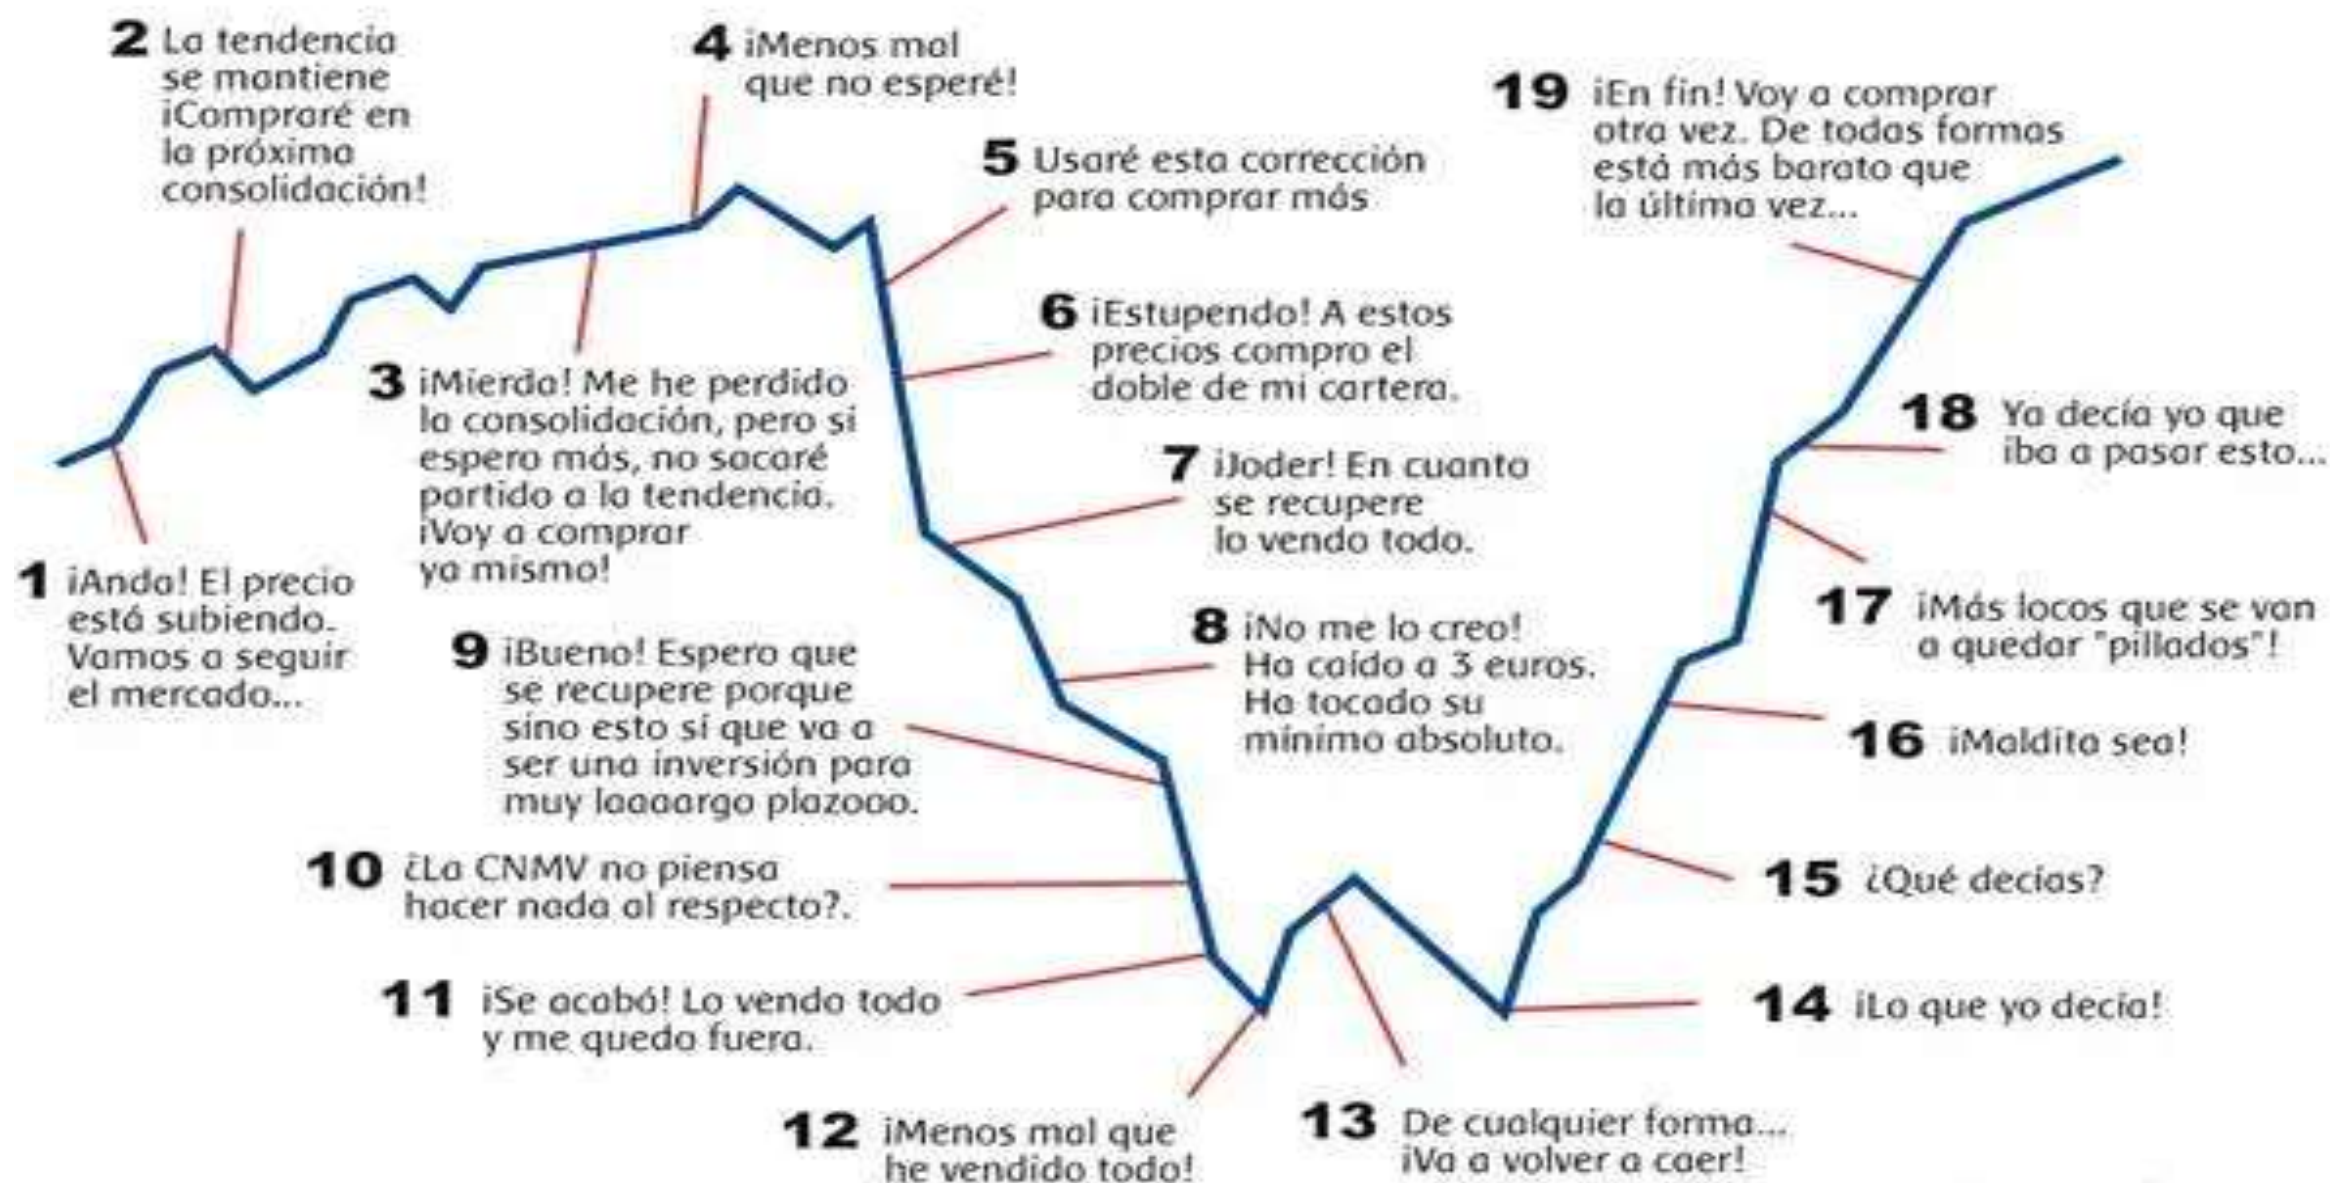 1 ¡Anda! El precio
está subiendo.
Vamos a seguir
el mercado...
2 La tendencia
se mantiene
¡Compraré en
la próxima
consolidación!
3 ¡Mierda! Me he perdido
la consolidación, pero si
espero más, no sacaré
partido a la tendencia.
¡Voy a comprar
ya mismo!
4 ¡Menos mal
que no esperé!
5 Usaré esta corrección
para comprar más
6 ¡Estupendo! A estos
precios compro el
doble de mi cartera.
7 ¡Joder! En cuanto
se recupere
lo vendo todo.
8 ¡No me lo creo!
Ha caído a 3 euros.
Ha tocado su
mínimo absoluto.
9 ¡Bueno! Espero que
se recupere porque
sino esto sí que va a
ser una inversión para
muy laaaargo plazooo.
10 ¿La CNMV no piensa
hacer nada al respecto?.
11 ¡Se acabó! Lo vendo todo
y me quedo fuera.
12 ¡Menos mal que
he vendido todo!
13 De cualquier forma...
¡Va a volver a caer!
14 ¡Lo que yo decía!
15 ¿Qué decías?
16 ¡Maldita sea!
17 ¡Más locos que se van
a quedar "pillados"!
18 Ya decía yo que
iba a pasar esto...
19 ¡En fin! Voy a comprar
otra vez. De todas formas
está más barato que
la última vez...